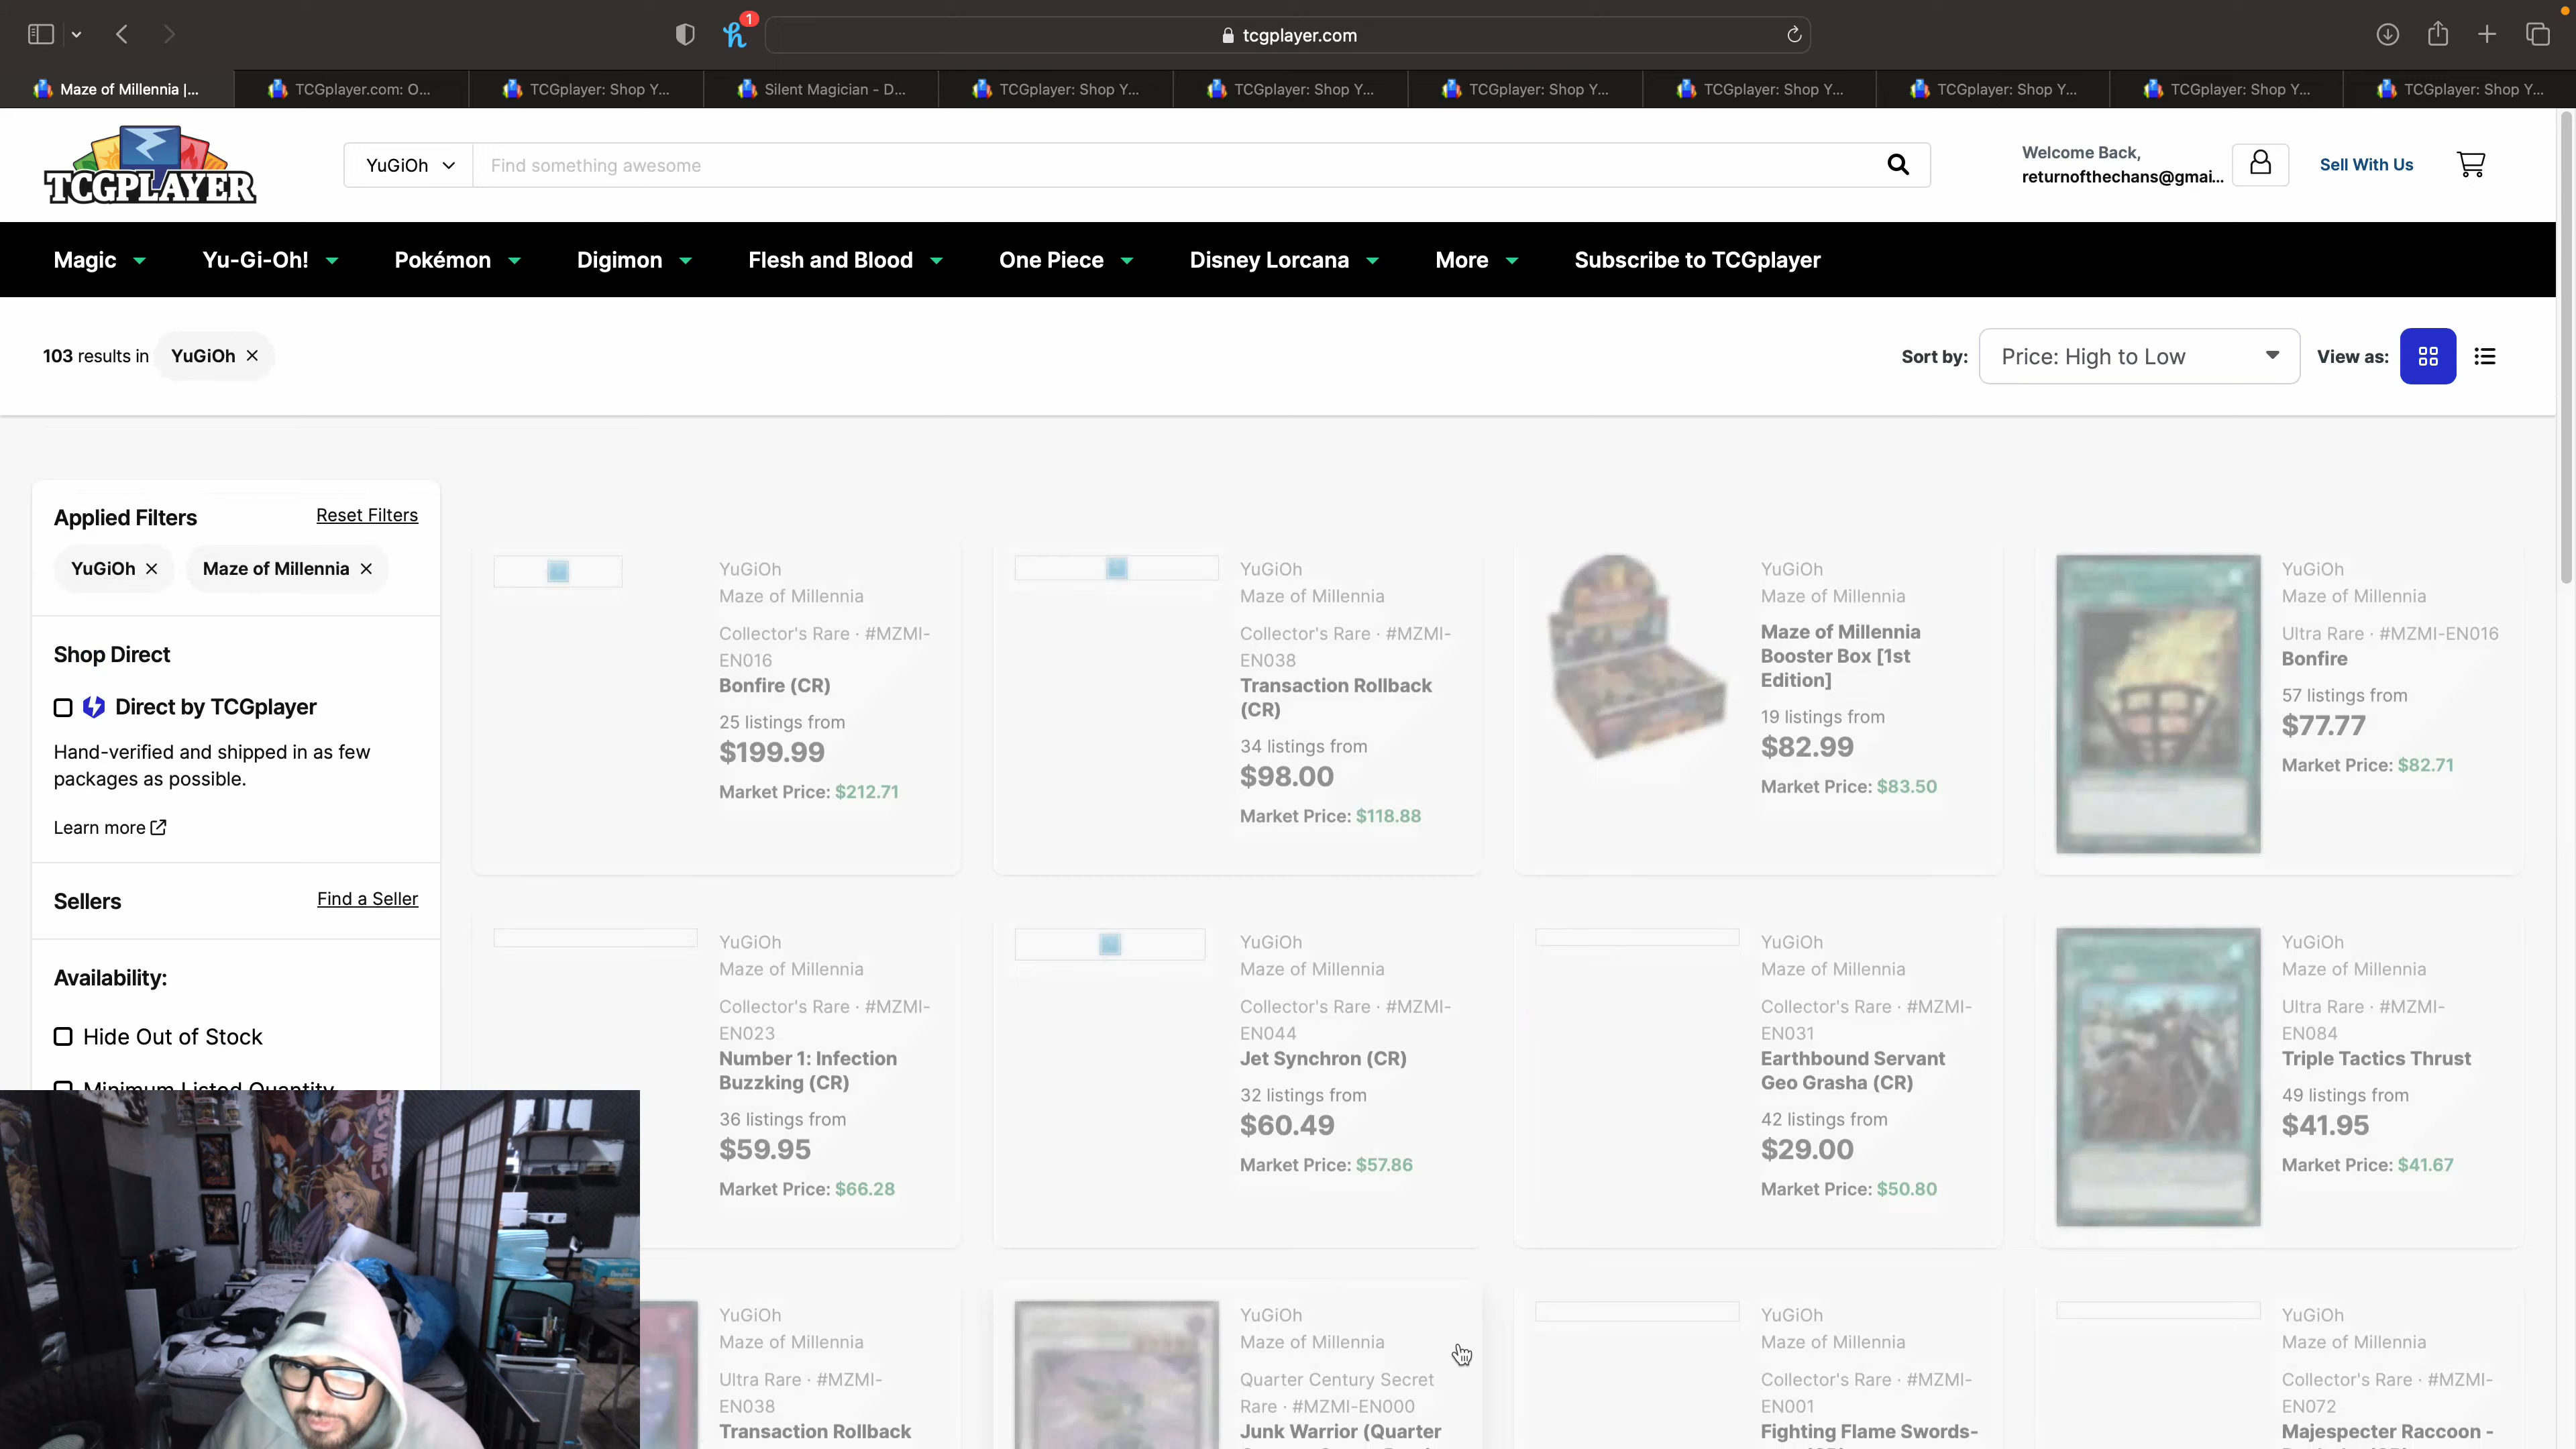 1
tcgplayer.com
Maze of Millennia |...
TCGplayer.com: O...
TCGplayer: Shop Y...
Silent Magician - D...
TCGplayer: Shop Y...
TCGplayer: Shop Y...
TCGplayer: Shop Y...
TCGplayer: Shop Y...
TCGplayer: Shop Y...
TCGplayer: Shop Y...
TCGplayer: Shop Y...
TCGPLAYER
YuGiOh
Find something awesome
Welcome Back,
returnofthechans@gmai...
Sell With Us
Magic
Yu-Gi-Oh!
Pokémon
Digimon
Flesh and Blood
One Piece
Disney Lorcana
More
Subscribe to TCGplayer
103 results in YuGiOh
Sort by: Price: High to Low
View as:
Applied Filters
Reset Filters
YuGiOh
Maze of Millennia
Shop Direct
Direct by TCGplayer
Hand-verified and shipped in as few
packages as possible.
Learn more
Sellers
Find a Seller
Availability:
Hide Out of Stock
Minimum Listed Quantity
YuGiOh
Maze of Millennia
Collector's Rare · #MZMI-
EN016
Bonfire (CR)
25 listings from
$199.99
Market Price: $212.71
YuGiOh
Maze of Millennia
Collector's Rare · #MZMI-
EN038
Transaction Rollback
(CR)
34 listings from
$98.00
Market Price: $118.88
YuGiOh
Maze of Millennia
Maze of Millennia
Booster Box [1st
Edition]
19 listings from
$82.99
Market Price: $83.50
YuGiOh
Maze of Millennia
Ultra Rare · #MZMI-EN016
Bonfire
57 listings from
$77.77
Market Price: $82.71
YuGiOh
Maze of Millennia
Collector's Rare · #MZMI-
EN023
Number 1: Infection
Buzzking (CR)
36 listings from
$59.95
Market Price: $66.28
YuGiOh
Maze of Millennia
Collector's Rare · #MZMI-
EN044
Jet Synchron (CR)
32 listings from
$60.49
Market Price: $57.86
YuGiOh
Maze of Millennia
Collector's Rare · #MZMI-
EN031
Earthbound Servant
Geo Grasha (CR)
42 listings from
$29.00
Market Price: $50.80
YuGiOh
Maze of Millennia
Ultra Rare · #MZMI-
EN084
Triple Tactics Thrust
49 listings from
$41.95
Market Price: $41.67
YuGiOh
Maze of Millennia
Ultra Rare · #MZMI-
EN038
Transaction Rollback
YuGiOh
Maze of Millennia
Quarter Century Secret
Rare · #MZMI-EN000
Junk Warrior (Quarter
YuGiOh
Maze of Millennia
Collector's Rare · #MZMI-
EN001
Fighting Flame Swords-
YuGiOh
Maze of Millennia
Collector's Rare · #MZMI-
EN072
Majespecter Raccoon -